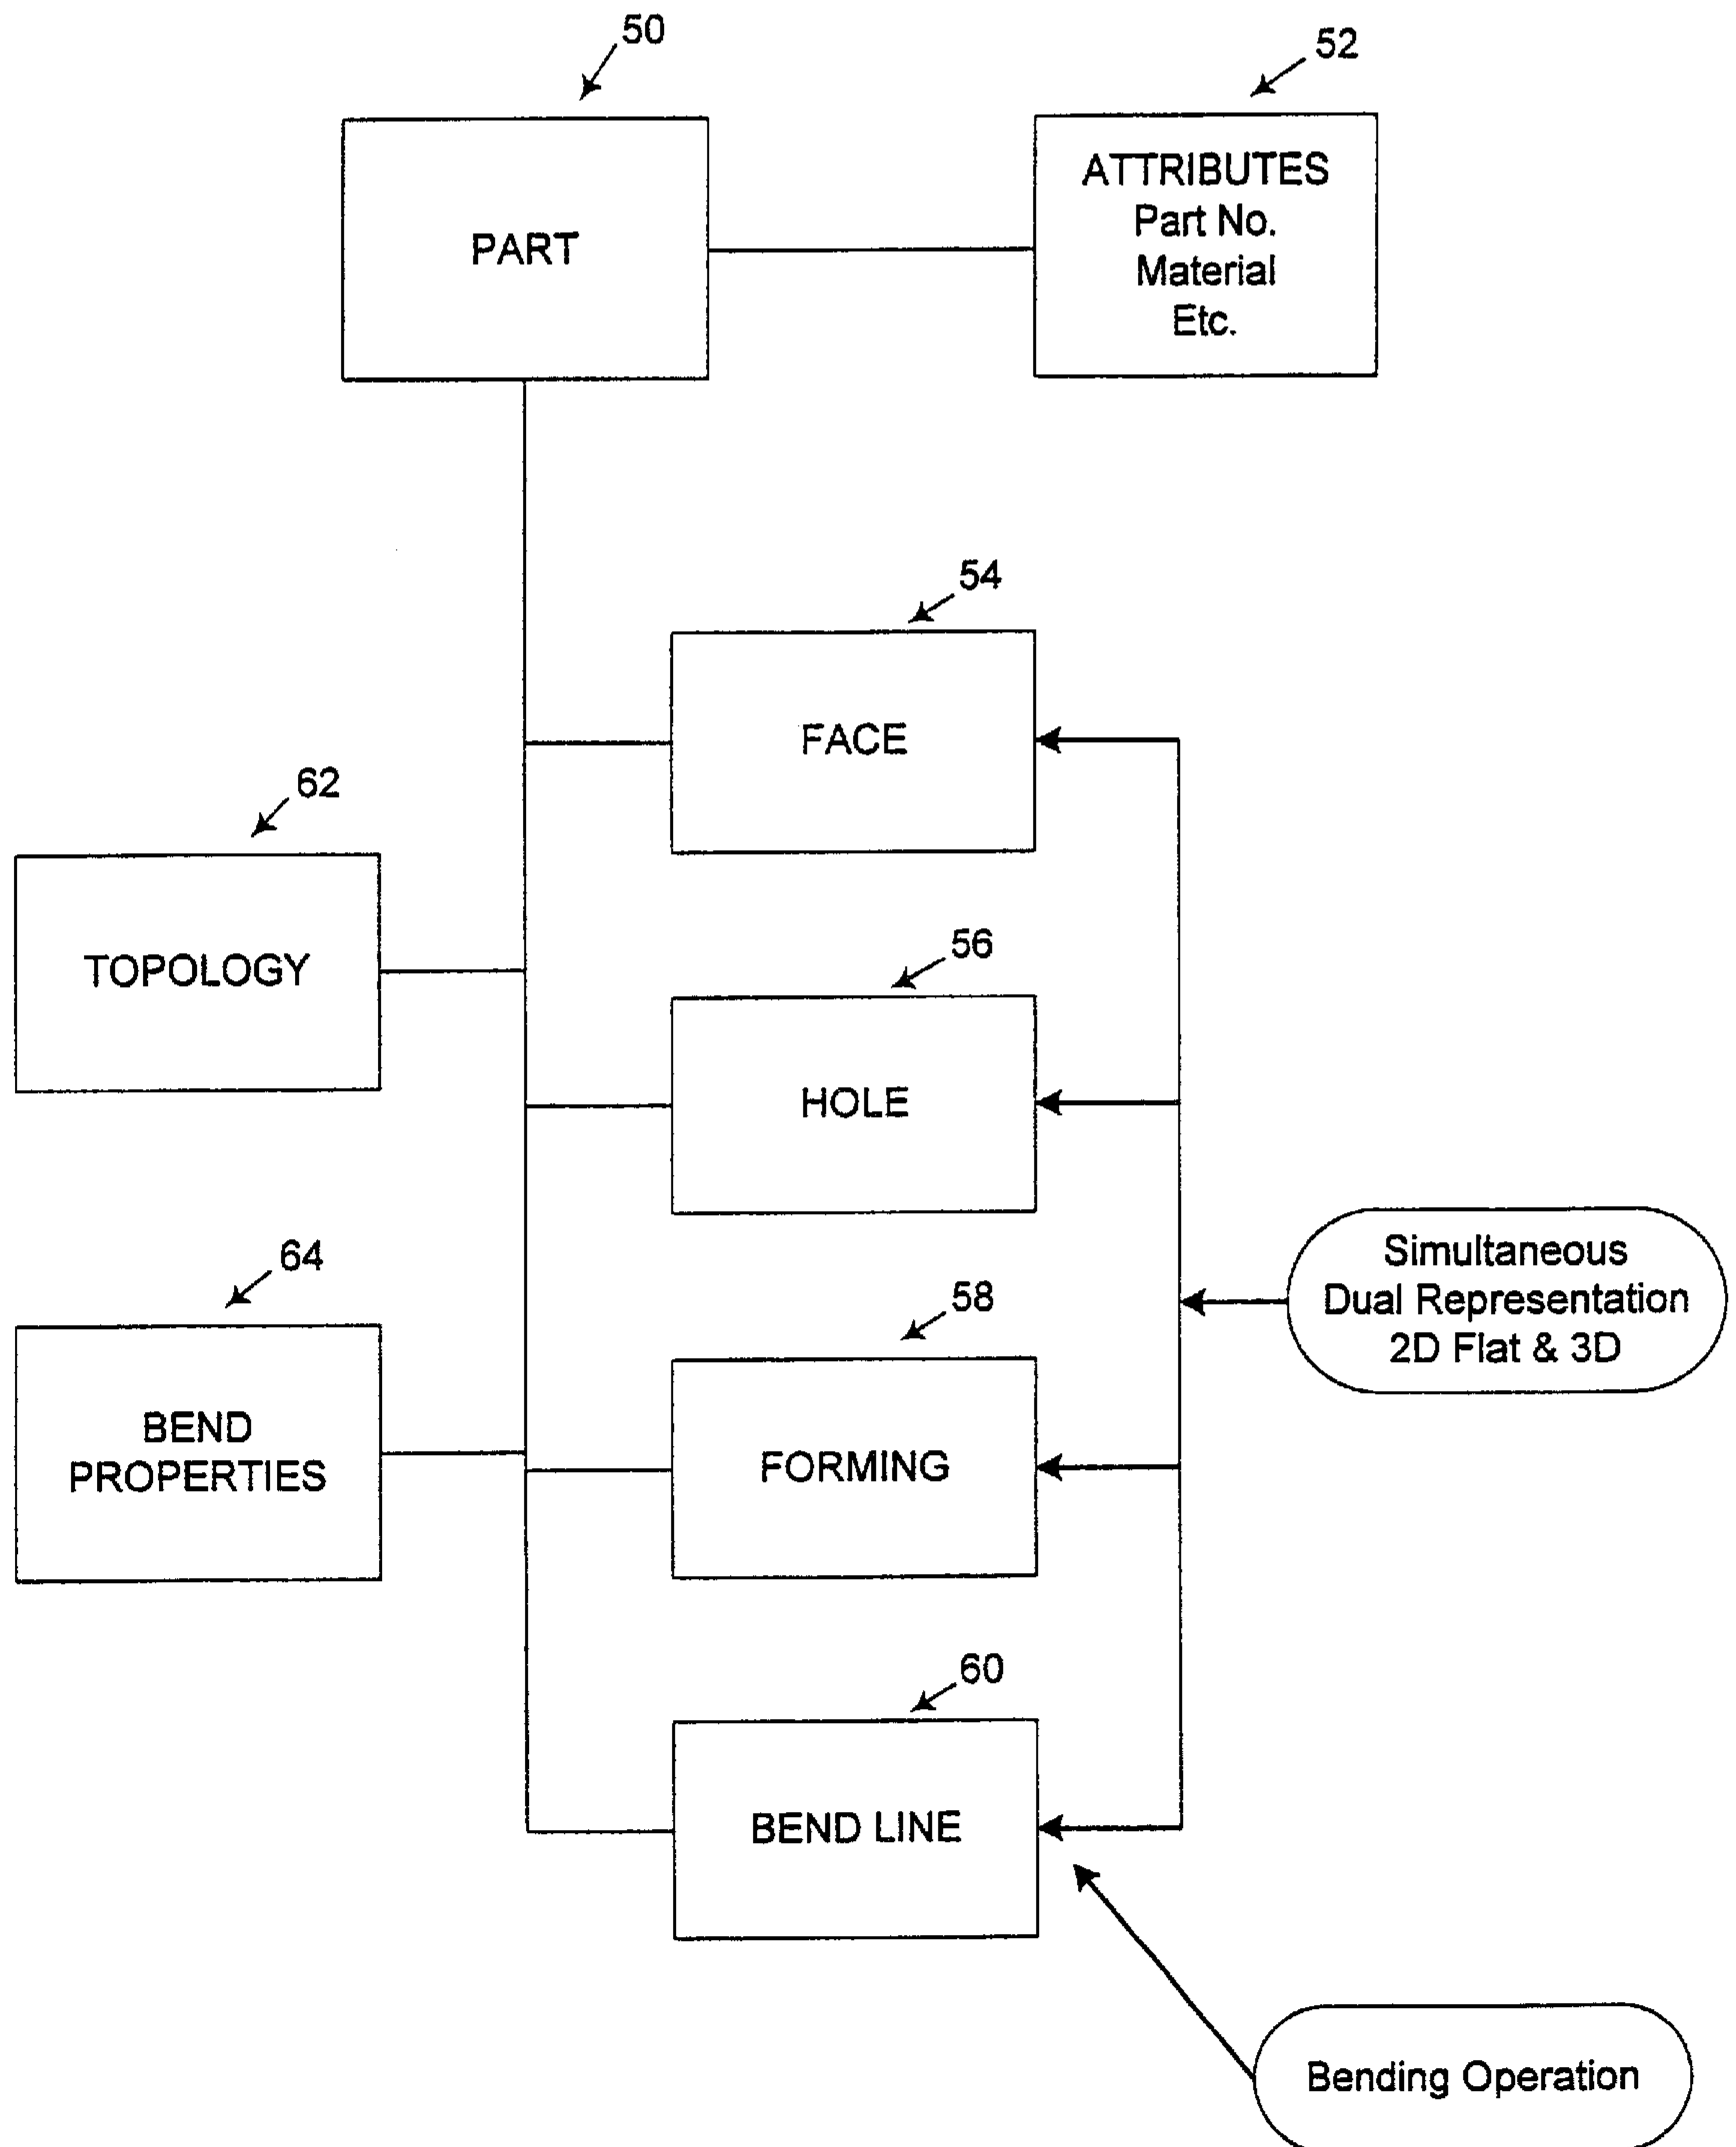 50
52
PART
ATTRIBUTES
Part No.
Material
Etc.
54
FACE
62
TOPOLOGY
56
HOLE
64
BEND
PROPERTIES
58
FORMING
Simultaneous
Dual Representation
2D Flat & 3D
60
BEND LINE
Bending Operation